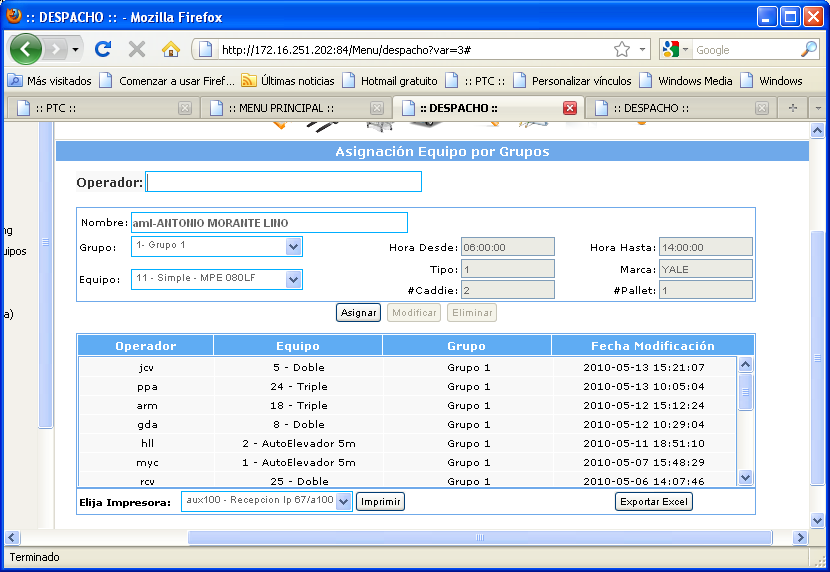 :: DESPACHO :: - Mozilla Firefox
http://172.16.251.202:84/Menu/despacho?var=3#
Google
Más visitados Comenzar a usar Firef... Últimas noticias Hotmail gratuito :: PTC :: Personalizar vínculos Windows Media Windows
:: PTC :: :: MENU PRINCIPAL :: :: DESPACHO :: :: DESPACHO ::
Asignación Equipo por Grupos
Operador:
ng
Nombre: aml-ANTONIO MORANTE LINO
uipos
Grupo: 1- Grupo 1 Hora Desde: 06:00:00 Hora Hasta: 14:00:00
Tipo: 1 Marca: YALE
Equipo: 11 - Simple - MPE 080LF
#Caddie: 2 #Pallet: 1
a)
Asignar Modificar Eliminar
Operador Equipo Grupo Fecha Modificación
jcv 5 - Doble Grupo 1 2010-05-13 15:21:07
ppa 24 - Triple Grupo 1 2010-05-13 10:05:04
arm 18 - Triple Grupo 1 2010-05-12 15:12:24
gda 8 - Doble Grupo 1 2010-05-12 10:29:04
hll 2 - AutoElevador 5m Grupo 1 2010-05-11 18:51:10
myc 1 - AutoElevador 5m Grupo 1 2010-05-07 15:48:29
rcv 25 - Doble Grupo 1 2010-05-06 14:07:46
Elija Impresora: aux100 - Recepcion Ip 67/a100 Imprimir Exportar Excel
Terminado